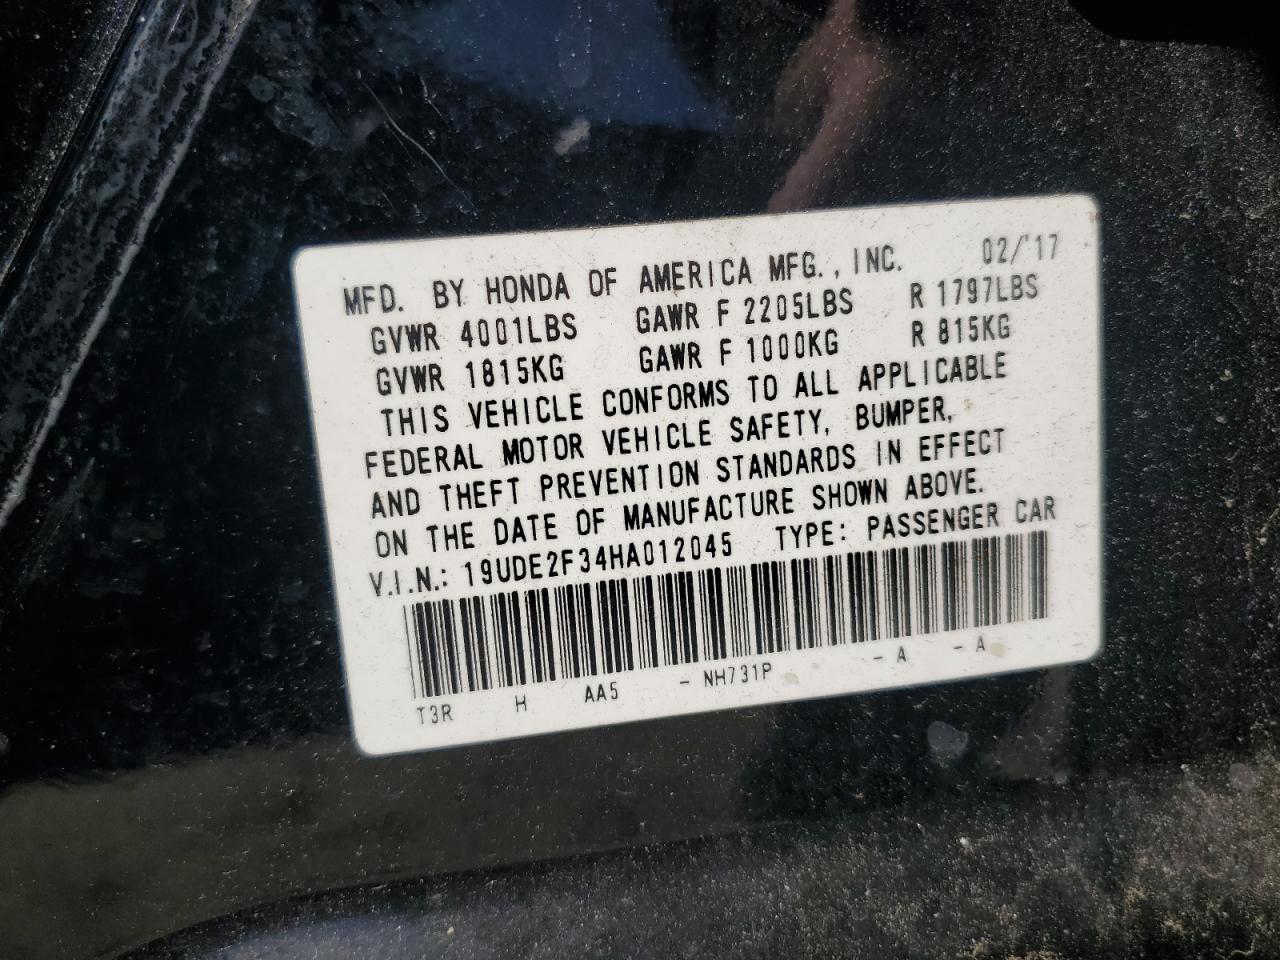 MFD. BY HONDA OF AMERICA MFG., INC. 02/'17
GVWR 4001LBS GAWR F 2205LBS R 1797LBS
GVWR 1815KG GAWR F 1000KG R 815KG
THIS VEHICLE CONFORMS TO ALL APPLICABLE
FEDERAL MOTOR VEHICLE SAFETY, BUMPER,
AND THEFT PREVENTION STANDARDS IN EFFECT
ON THE DATE OF MANUFACTURE SHOWN ABOVE.
V.I.N.: 19UDE2F34HA012045 TYPE: PASSENGER CAR
T3R H AA5 - NH731P - A - A